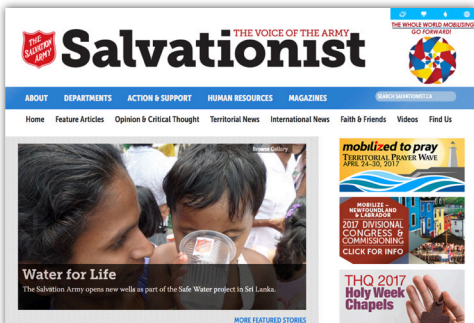 THE WHOLE WORLD MOBILISING
GO FORWARD!
THE SALVATION ARMY
THE VOICE OF THE ARMY
Salvationist
ABOUT DEPARTMENTS ACTION & SUPPORT HUMAN RESOURCES MAGAZINES SEARCH SALVATIONIST.CA
Home Feature Articles Opinion & Critical Thought Territorial News International News Faith & Friends Videos Find Us
Browse Gallery
Water for Life
The Salvation Army opens new wells as part of the Safe Water project in Sri Lanka.
MORE FEATURED STORIES
mobilized to pray
TERRITORIAL PRAYER WAVE
APRIL 24-30, 2017
MOBILIZE –
NEWFOUNDLAND
& LABRADOR
2017 DIVISIONAL
CONGRESS &
COMMISSIONING
CLICK FOR INFO
THQ 2017
Holy Week
Chapels